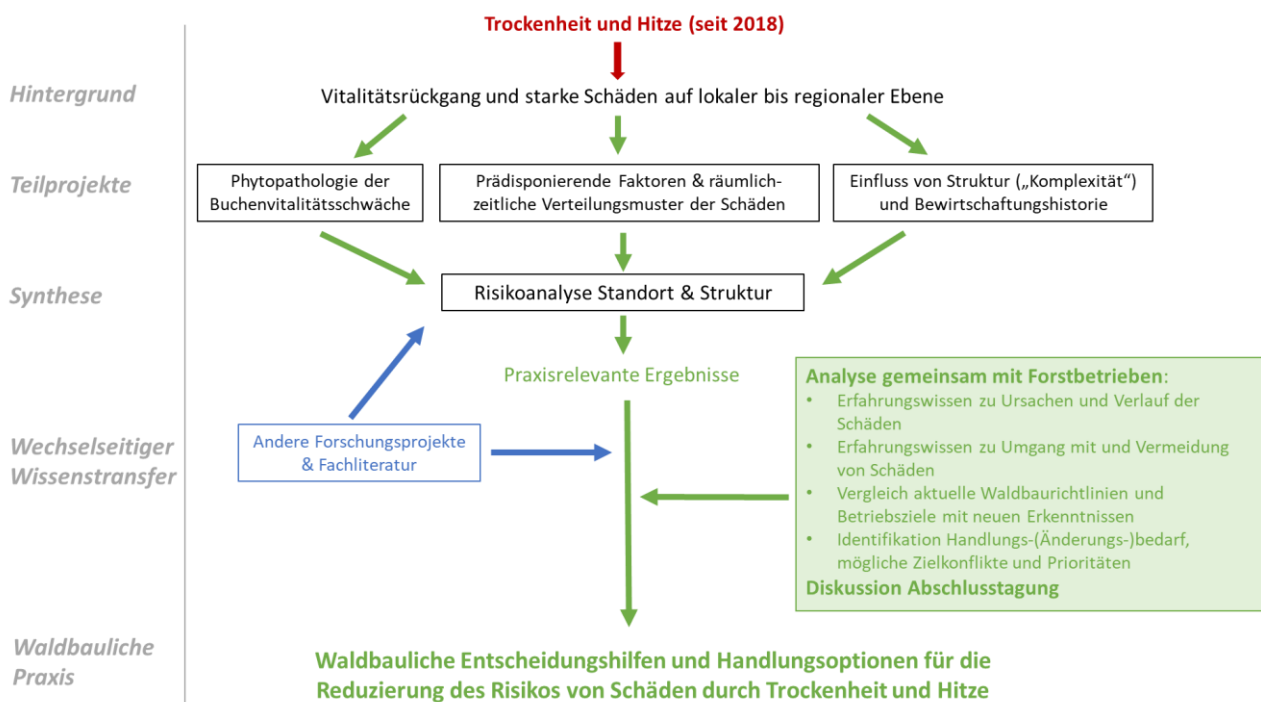 Trockenheit und Hitze (seit 2018)
Hintergrund
Vitalitätsrückgang und starke Schäden auf lokaler bis regionaler Ebene
Teilprojekte
Phytopathologie der
Buchenvitalitätsschwäche
Prädisponierende Faktoren & räumlich-
zeitliche Verteilungsmuster der Schäden
Einfluss von Struktur („Komplexität“)
und Bewirtschaftungshistorie
Synthese
Risikoanalyse Standort & Struktur
Praxisrelevante Ergebnisse
Wechselseitiger
Wissenstransfer
Andere Forschungsprojekte
& Fachliteratur
Analyse gemeinsam mit Forstbetrieben:
• Erfahrungswissen zu Ursachen und Verlauf der
Schäden
• Erfahrungswissen zu Umgang mit und Vermeidung
von Schäden
• Vergleich aktuelle Waldbaurichtlinien und
Betriebsziele mit neuen Erkenntnissen
• Identifikation Handlungs-(Änderungs-)bedarf,
mögliche Zielkonflikte und Prioritäten
Diskussion Abschlusstagung
Waldbauliche
Praxis
Waldbauliche Entscheidungshilfen und Handlungsoptionen für die
Reduzierung des Risikos von Schäden durch Trockenheit und Hitze